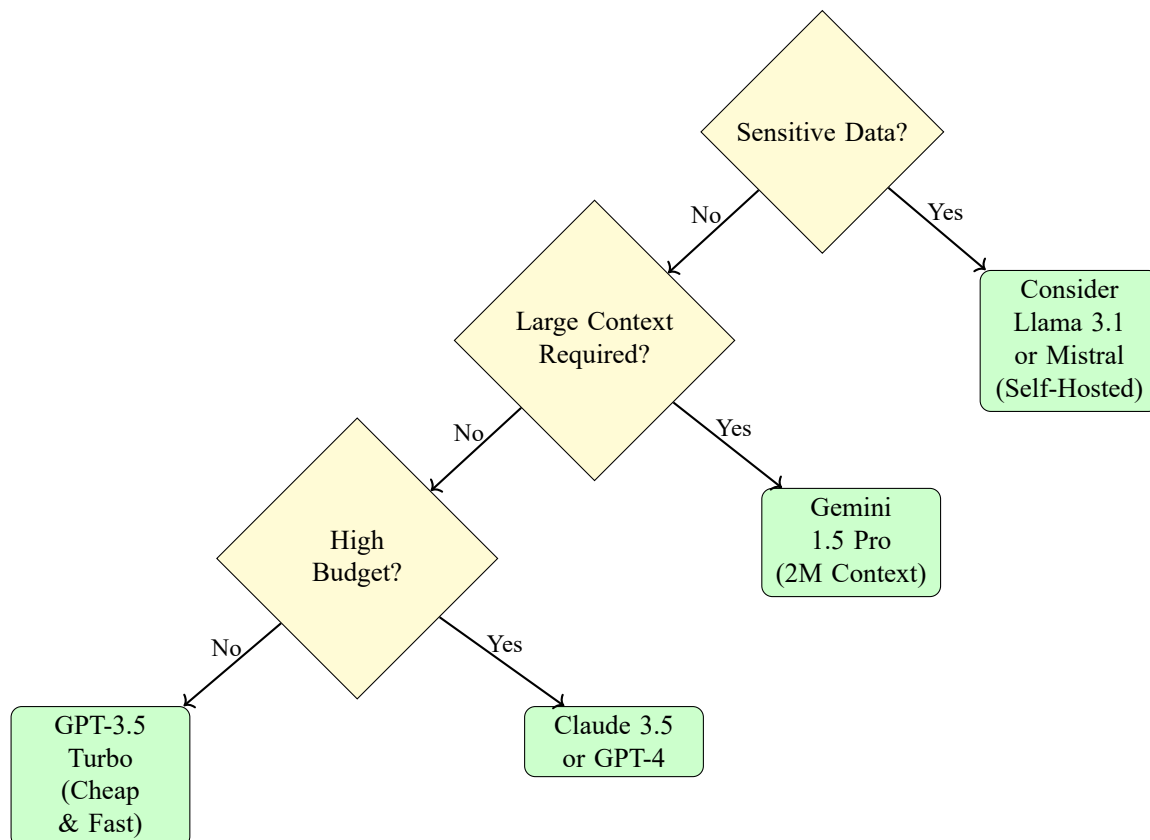 Sensitive Data?
No
Yes
Consider
Llama 3.1
or Mistral
(Self-Hosted)
Large Context
Required?
No
Yes
Gemini
1.5 Pro
(2M Context)
High
Budget?
No
Yes
GPT-3.5
Turbo
(Cheap
& Fast)
Claude 3.5
or GPT-4